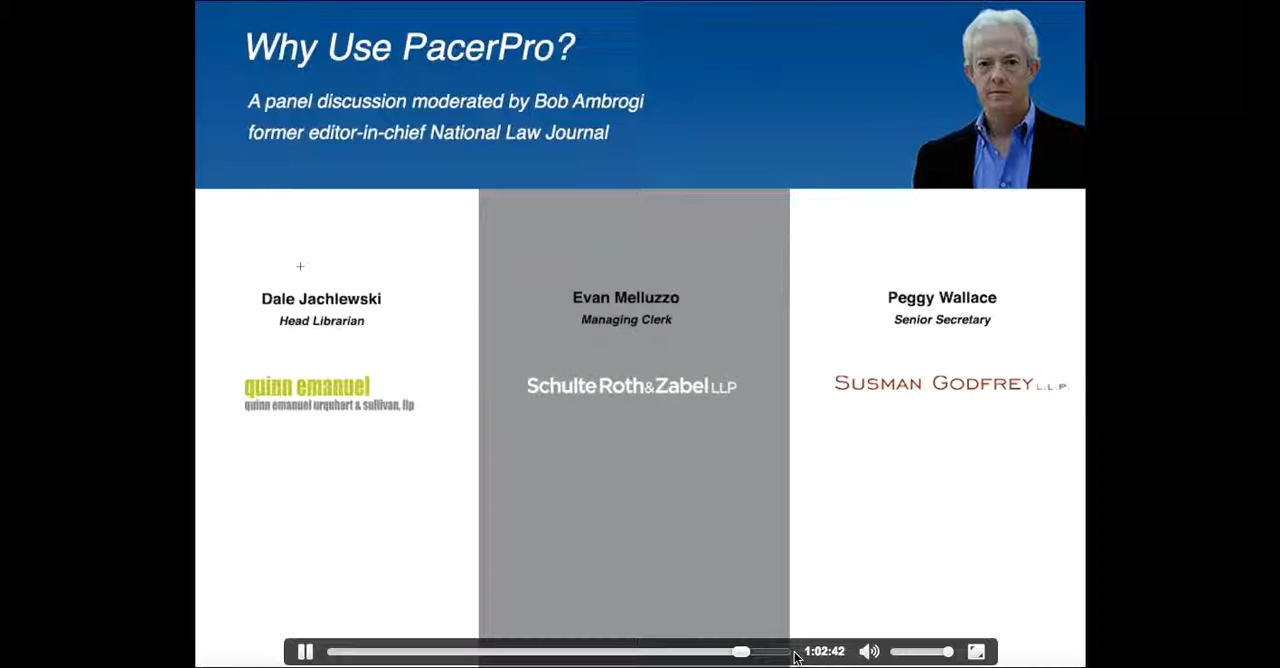 Why Use PacerPro?
A panel discussion moderated by Bob Ambrogi
former editor-in-chief National Law Journal
Dale Jachlewski
Head Librarian
quinn emanuel
quinn emanuel urquhart & sullivan, llp
Evan Melluzzo
Managing Clerk
Schulte Roth & Zabel LLP
Peggy Wallace
Senior Secretary
SUSMAN GODFREY L.L.P.
1:02:42